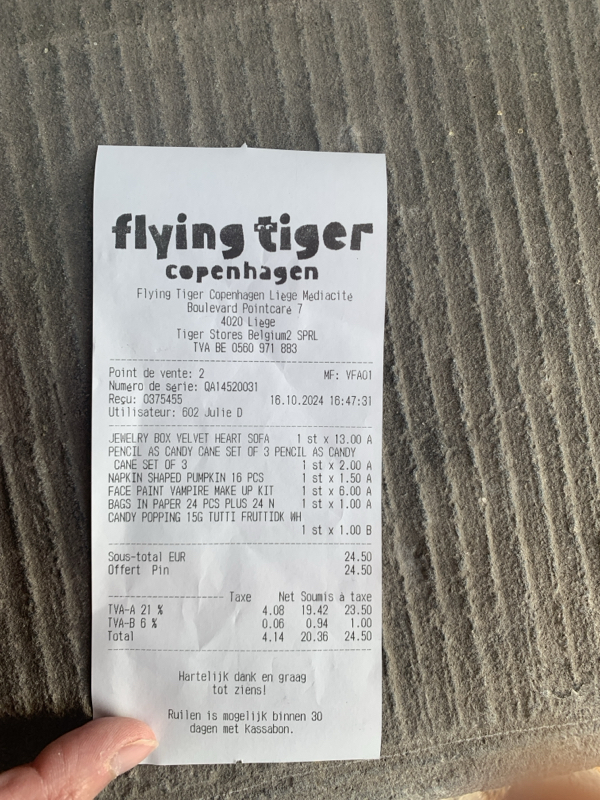 flying tiger
copenhagen
Flying Tiger Copenhagen Liège Médiacité
Boulevard Pointcaré 7
4020 Liège
Tiger Stores Belgium2 SPRL
TVA BE 0560 971 883
Point de vente: 2 MF: VFA01
Numéro de série: QA14520031
Reçu: 0375455 16.10.2024 16:47:31
Utilisateur: 602 Julie D
JEWELRY BOX VELVET HEART SOFA 1 st x 13.00 A
PENCIL AS CANDY CANE SET OF 3 PENCIL AS CANDY
CANE SET OF 3 1 st x 2.00 A
NAPKIN SHAPED PUMPKIN 16 PCS 1 st x 1.50 A
FACE PAINT VAMPIRE MAKE UP KIT 1 st x 6.00 A
BAGS IN PAPER 24 PCS PLUS 24 N 1 st x 1.00 A
CANDY POPPING 15G TUTTI FRUTTIDK WH
1 st x 1.00 B
Sous-total EUR 24.50
Offert Pin 24.50
Taxe Net Soumis à taxe
TVA-A 21 % 4.08 19.42 23.50
TVA-B 6 % 0.06 0.94 1.00
Total 4.14 20.36 24.50
Hartelijk dank en graag
tot ziens!
Ruilen is mogelijk binnen 30
dagen met Kassabon.